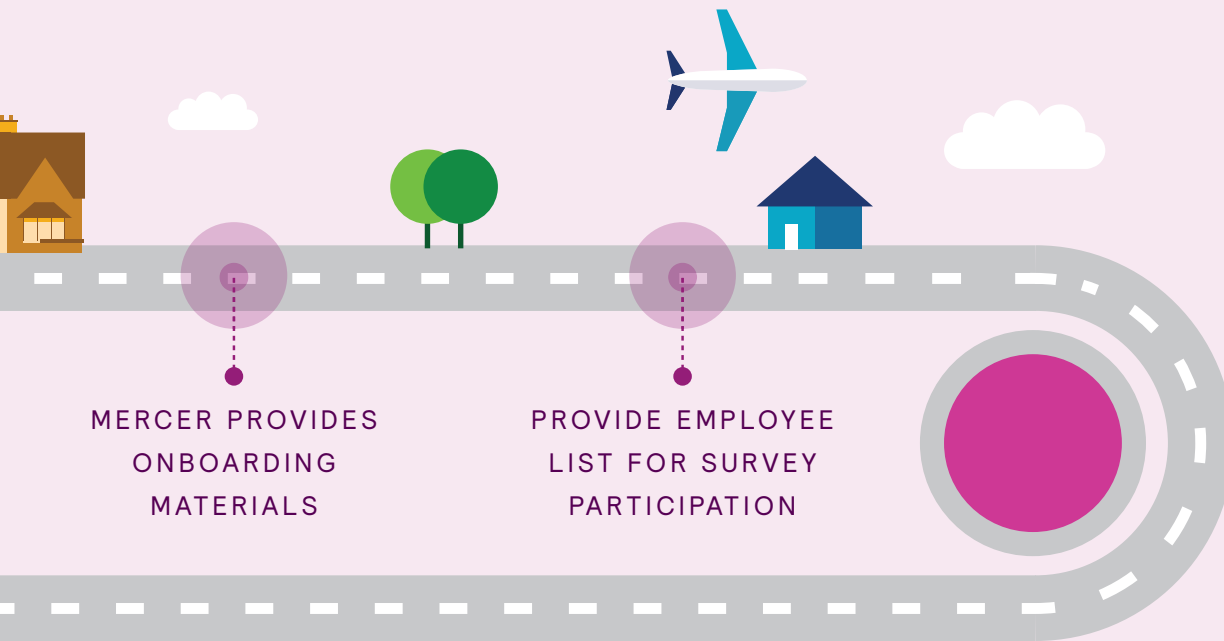 MERCER PROVIDES
ONBOARDING
MATERIALS
PROVIDE EMPLOYEE
LIST FOR SURVEY
PARTICIPATION